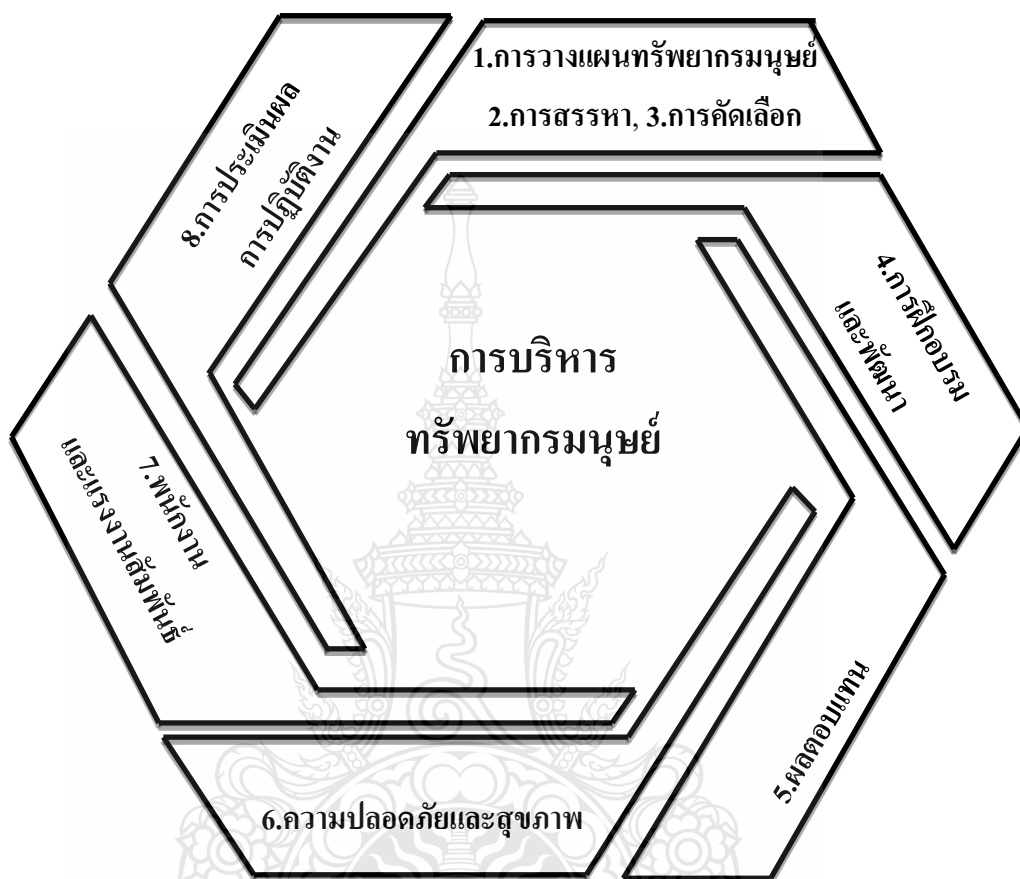 1.การวางแผนทรัพยากรมนุษย์
2.การสรรหา, 3.การคัดเลือก
4.การฝึกอบรม
และพัฒนา
5.ผลตอบแทน
6.ความปลอดภัยและสุขภาพ
7.พนักงาน
และแรงงานสัมพันธ์
8.การประเมินผล
การปฏิบัติงาน
การบริหาร
ทรัพยากรมนุษย์